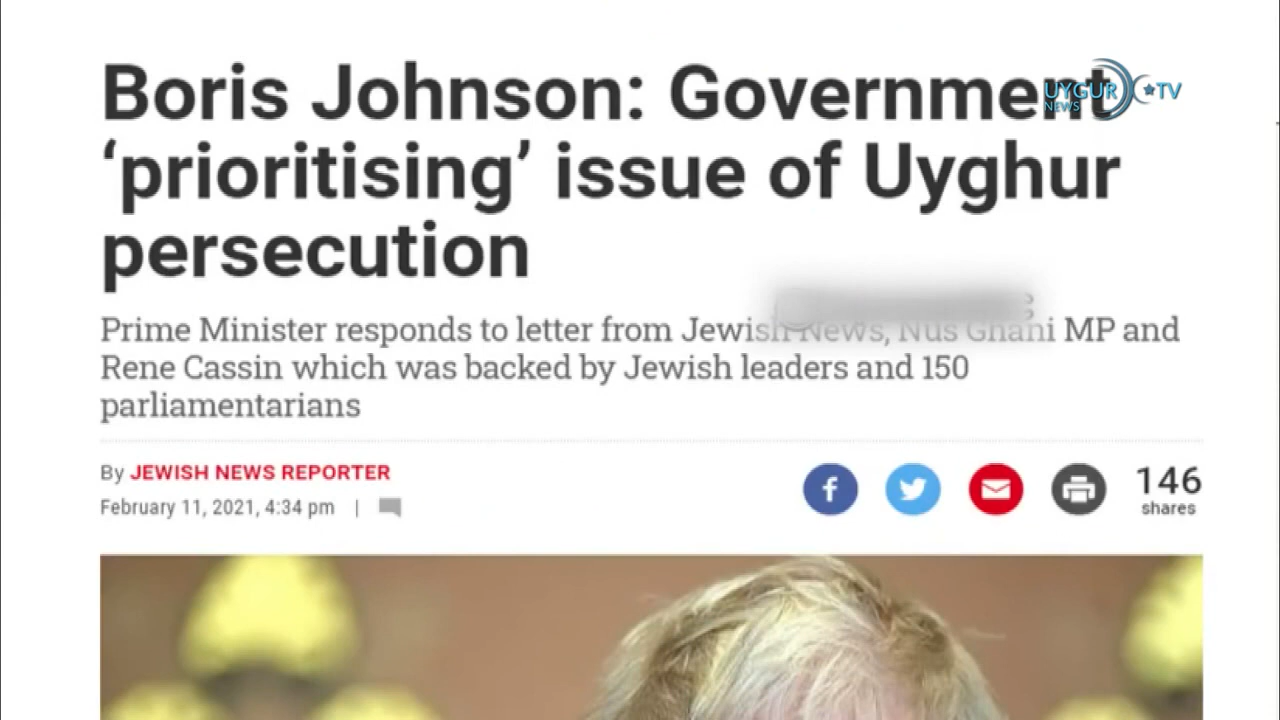 Boris Johnson: Government
‘prioritising’ issue of Uyghur
persecution
Prime Minister responds to letter from Jewish News, Nus Ghani MP and
Rene Cassin which was backed by Jewish leaders and 150
parliamentarians
By JEWISH NEWS REPORTER
February 11, 2021, 4:34 pm |
146
shares
UYGUR TV
NEWS